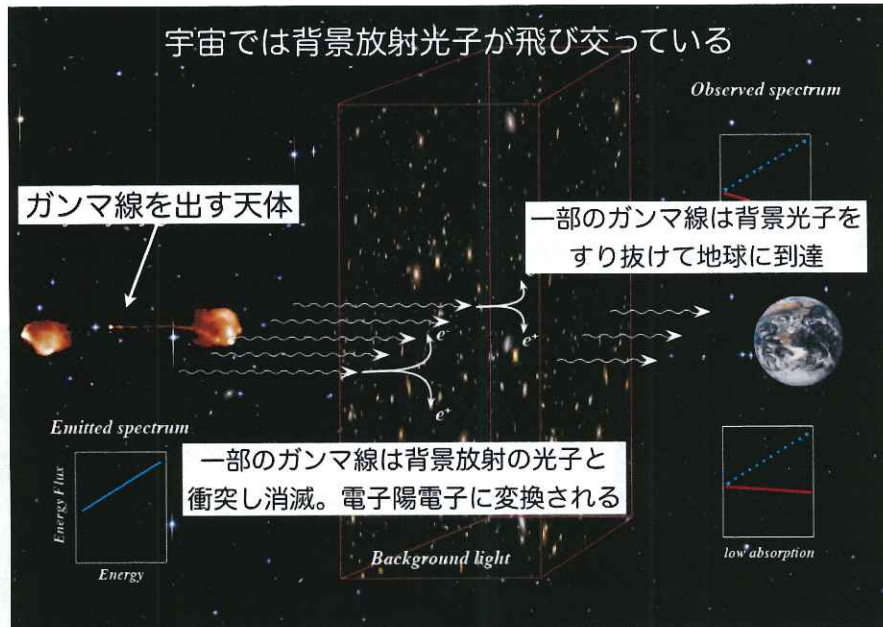 宇宙では背景放射光子が飛び交っている
Observed spectrum
ガンマ線を出す天体
一部のガンマ線は背景光子を
すり抜けて地球に到達
e-
e+
e+
Emitted spectrum
Energy Flux
Energy
一部のガンマ線は背景放射の光子と
衝突し消滅。電子陽電子に変換される
Background light
low absorption